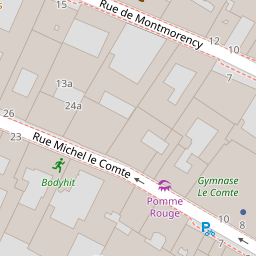 Rue de Montmorency
12
10
15
7
13a
24a
26
23
Rue Michel le Comte
Bodyhit
Pomme
Rouge
Gymnase
Le Comte
P
10
8
7